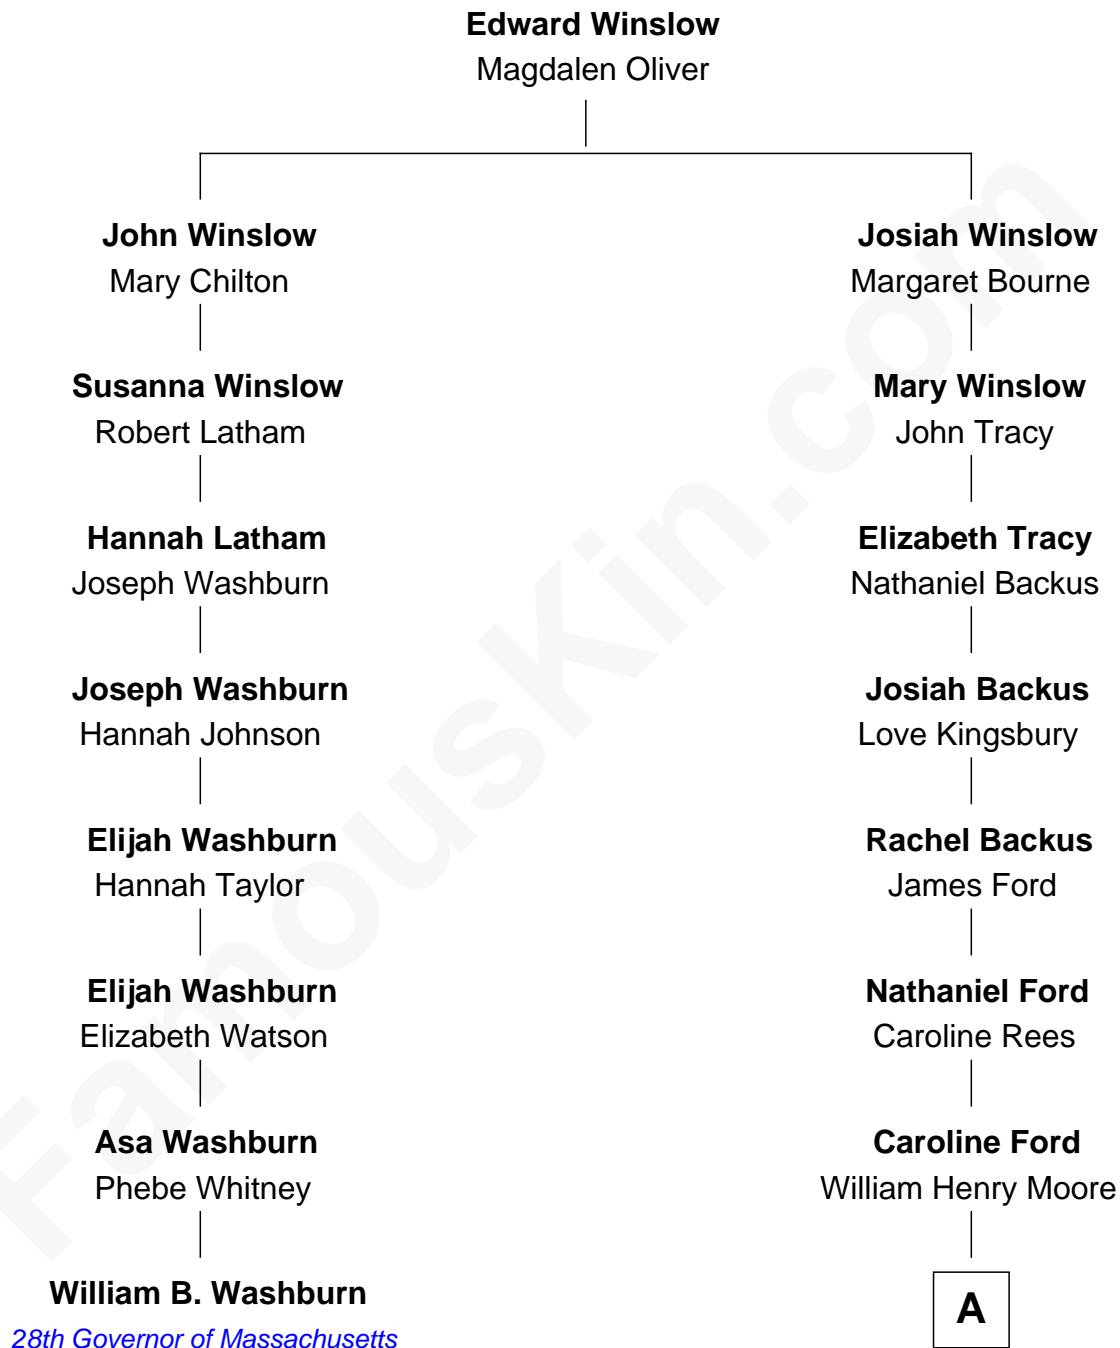 Edward Winslow
Magdalen Oliver
John Winslow
Mary Chilton
Susanna Winslow
Robert Latham
Hannah Latham
Joseph Washburn
Joseph Washburn
Hannah Johnson
Elijah Washburn
Hannah Taylor
Elijah Washburn
Elizabeth Watson
Asa Washburn
Phebe Whitney
William B. Washburn
28th Governor of Massachusetts
Josiah Winslow
Margaret Bourne
Mary Winslow
John Tracy
Elizabeth Tracy
Nathaniel Backus
Josiah Backus
Love Kingsbury
Rachel Backus
James Ford
Nathaniel Ford
Caroline Rees
Caroline Ford
William Henry Moore
A
FamousKin.com